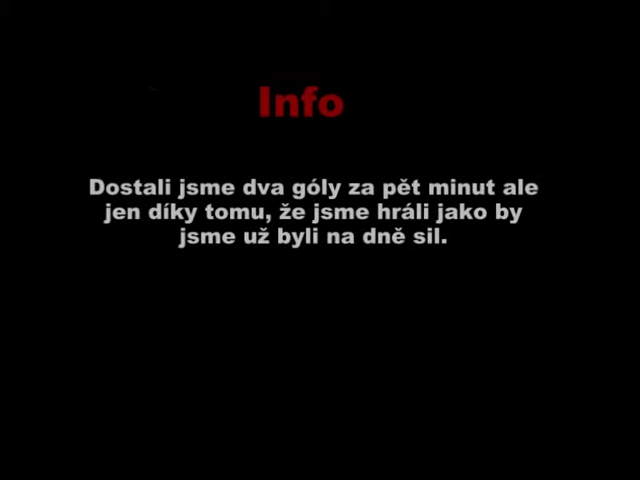 Info
Dostali jsme dva góly za pět minut ale
jen díky tomu, že jsme hráli jako by
jsme už byli na dně sil.